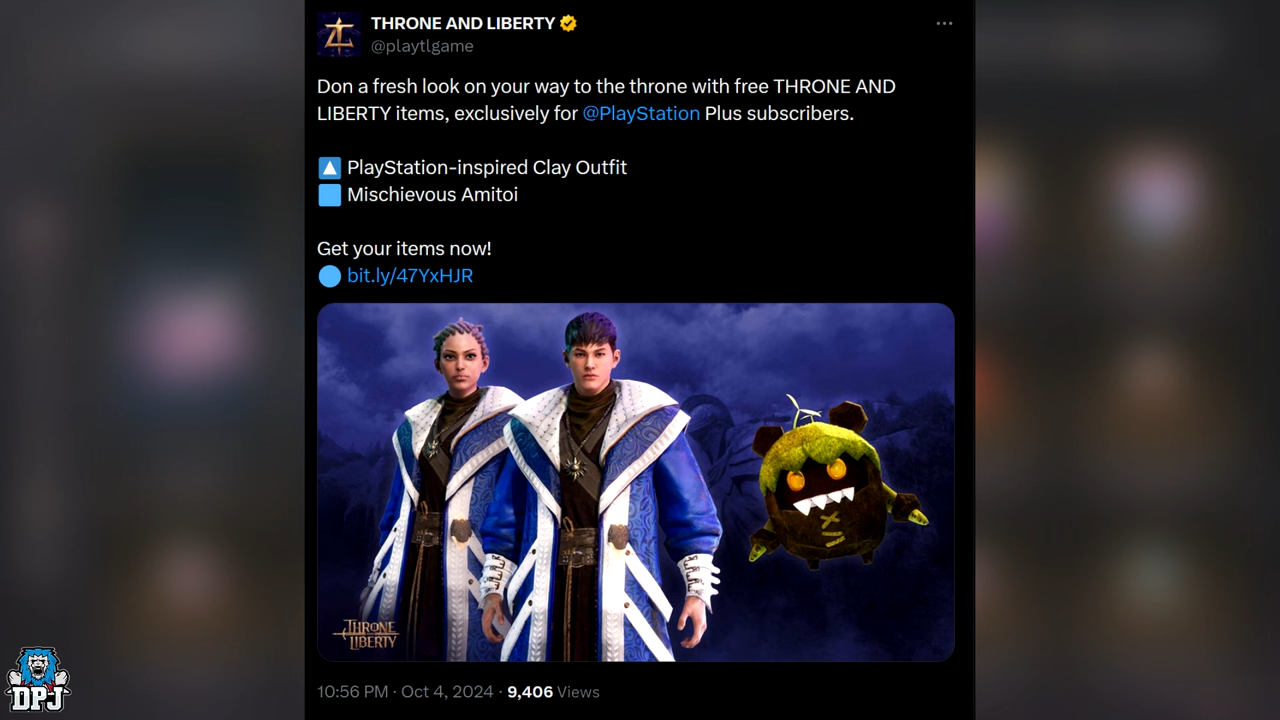 THRONE AND LIBERTY
@playtlgame
Don a fresh look on your way to the throne with free THRONE AND
LIBERTY items, exclusively for @PlayStation Plus subscribers.
PlayStation-inspired Clay Outfit
Mischievous Amitoi
Get your items now!
bit.ly/47YxHJR
THRONE
AND
LIBERTY
10:56 PM · Oct 4, 2024 · 9,406 Views
DPJ